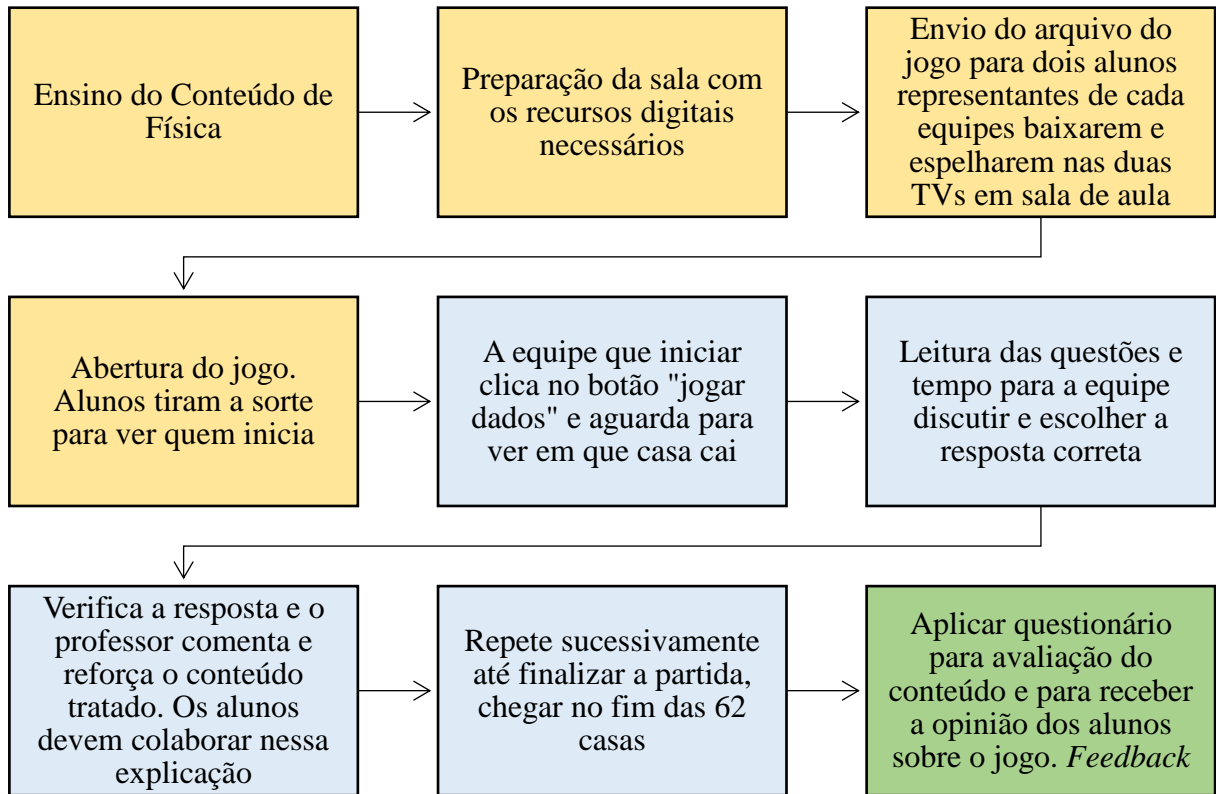 Ensino do Conteúdo de
Física
Preparação da sala com
os recursos digitais
necessários
Envio do arquivo do
jogo para dois alunos
representantes de cada
equipes baixarem e
espelharem nas duas
TVs em sala de aula
Abertura do jogo.
Alunos tiram a sorte
para ver quem inicia
A equipe que iniciar
clica no botão "jogar
dados" e aguarda para
ver em que casa cai
Leitura das questões e
tempo para a equipe
discutir e escolher a
resposta correta
Verifica a resposta e o
professor comenta e
reforça o conteúdo
tratado. Os alunos
devem colaborar nessa
explicação
Repete sucessivamente
até finalizar a partida,
chegar no fim das 62
casas
Aplicar questionário
para avaliação do
conteúdo e para receber
a opinião dos alunos
sobre o jogo. Feedback